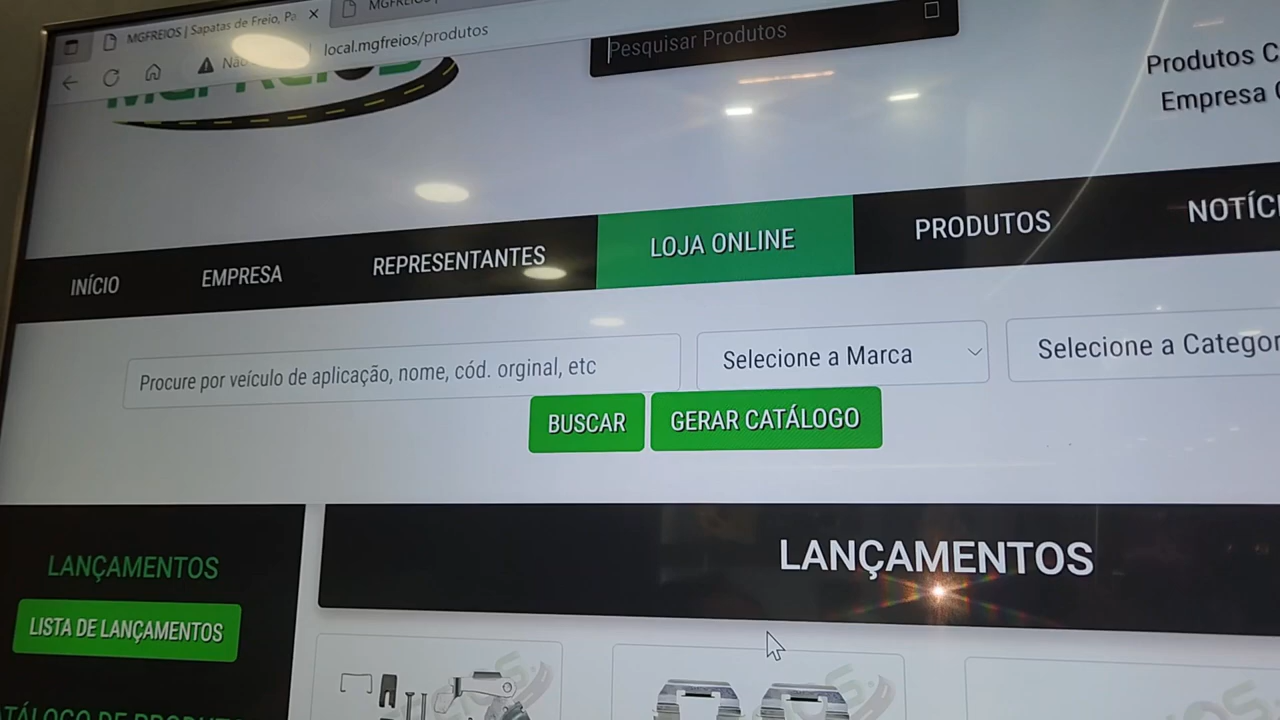 MGFREIOS | Sapatas de Freio, Pa
MGFREIOS |
local.mgfreios/produtos
MGFREIOS
Pesquisar Produtos
Produtos C
Empresa
INÍCIO
EMPRESA
REPRESENTANTES
LOJA ONLINE
PRODUTOS
NOTÍC
Procure por veículo de aplicação, nome, cód. orginal, etc
Selecione a Marca
Selecione a Categor
BUSCAR
GERAR CATÁLOGO
LANÇAMENTOS
LISTA DE LANÇAMENTOS
LANÇAMENTOS